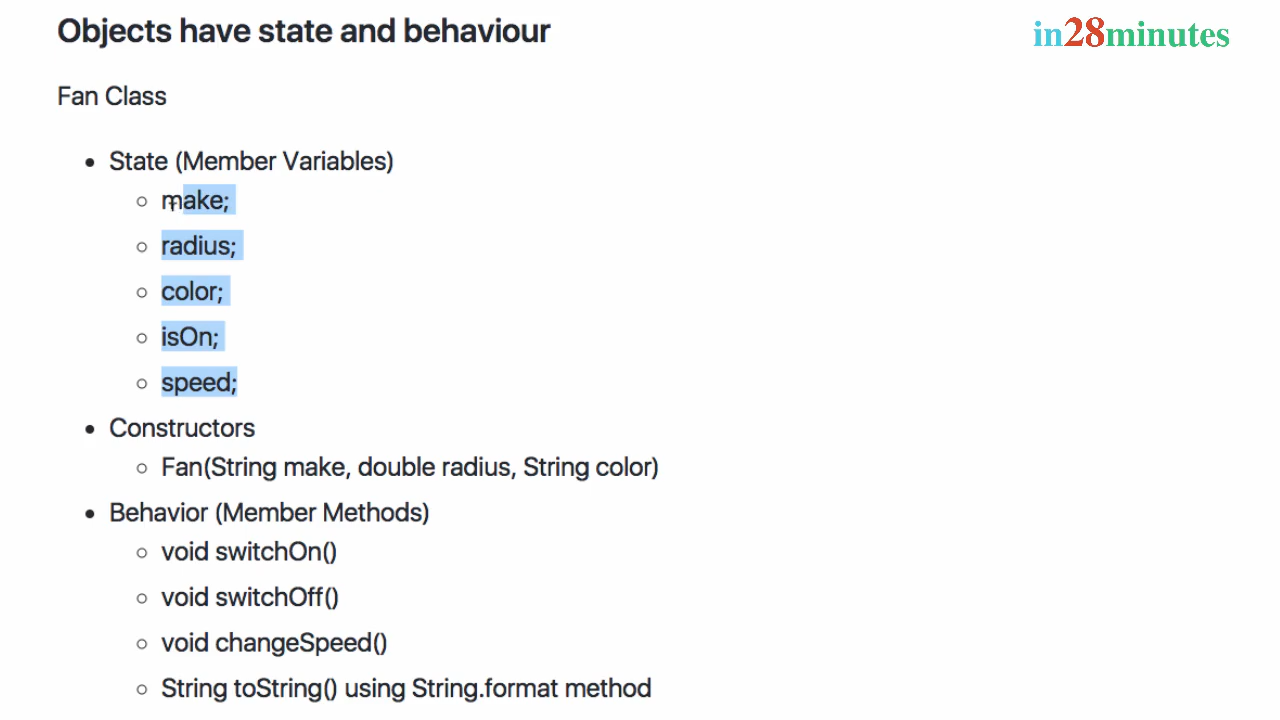 Objects have state and behaviour
in28minutes
Fan Class
State (Member Variables)
make;
radius;
color;
isOn;
speed;
Constructors
Fan(String make, double radius, String color)
Behavior (Member Methods)
void switchOn()
void switchOff()
void changeSpeed()
String toString() using String.format method